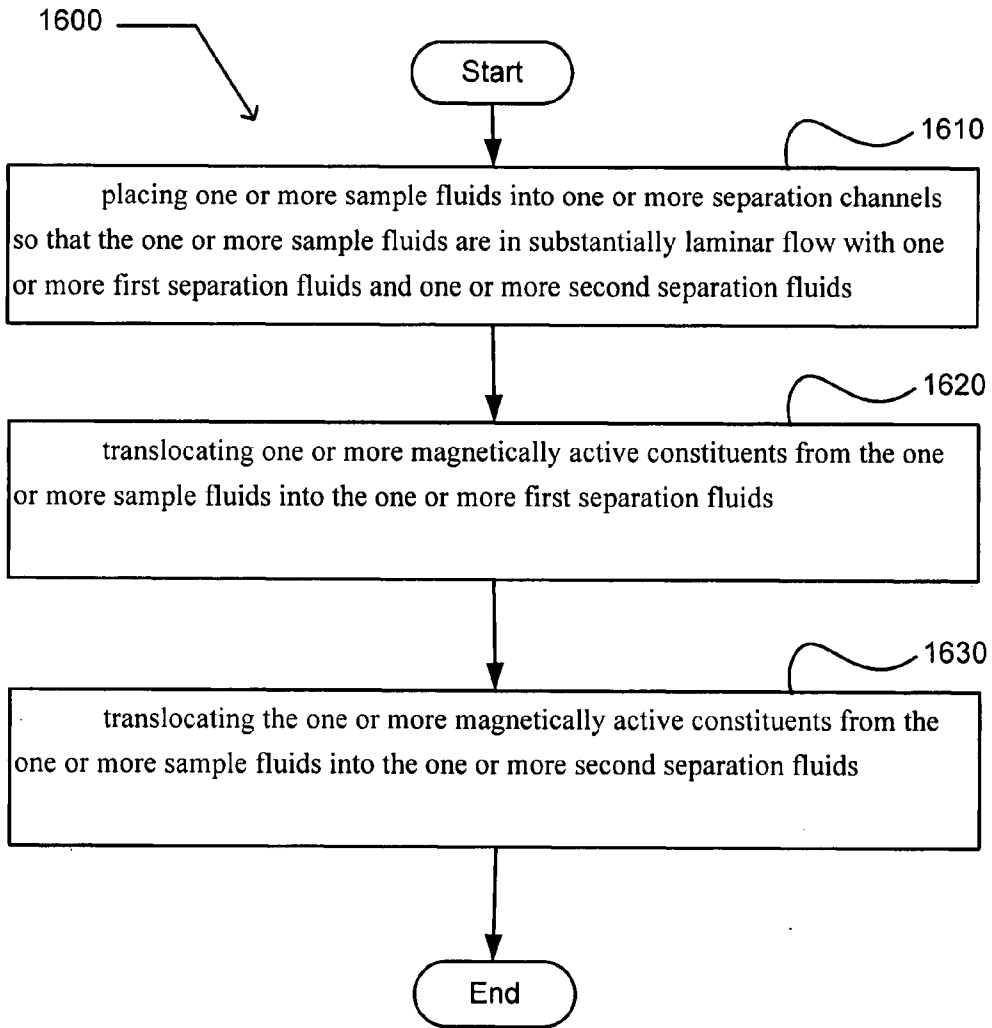 1600
Start
1610
placing one or more sample fluids into one or more separation channels
so that the one or more sample fluids are in substantially laminar flow with one
or more first separation fluids and one or more second separation fluids
1620
translocating one or more magnetically active constituents from the one
or more sample fluids into the one or more first separation fluids
1630
translocating the one or more magnetically active constituents from the
one or more sample fluids into the one or more second separation fluids
End